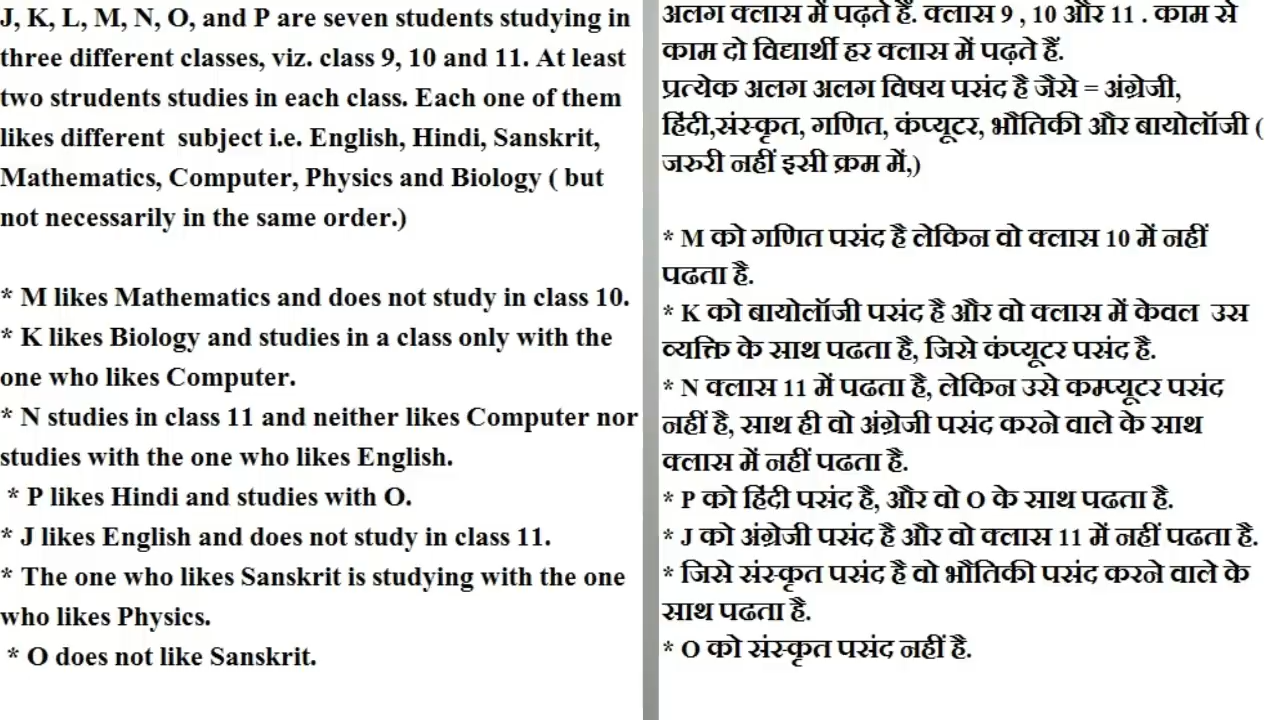 J, K, L, M, N, O, and P are seven students studying in
three different classes, viz. class 9, 10 and 11. At least
two strudents studies in each class. Each one of them
likes different subject i.e. English, Hindi, Sanskrit,
Mathematics, Computer, Physics and Biology ( but
not necessarily in the same order.)
* M likes Mathematics and does not study in class 10.
* K likes Biology and studies in a class only with the
one who likes Computer.
* N studies in class 11 and neither likes Computer nor
studies with the one who likes English.
* P likes Hindi and studies with O.
* J likes English and does not study in class 11.
* The one who likes Sanskrit is studying with the one
who likes Physics.
* O does not like Sanskrit.
अलग क्लास में पढ़ते हैं. क्लास 9 , 10 और 11 . काम से
काम दो विद्यार्थी हर क्लास में पढ़ते हैं.
प्रत्येक अलग अलग विषय पसंद है जैसे = अंग्रेजी,
हिंदी,संस्कृत, गणित, कंप्यूटर, भौतिकी और बायोलॉजी (
जरुरी नहीं इसी क्रम में,)
* M को गणित पसंद है लेकिन वो क्लास 10 में नहीं
पढता है.
* K को बायोलॉजी पसंद है और वो क्लास में केवल उस
व्यक्ति के साथ पढता है, जिसे कंप्यूटर पसंद है.
* N क्लास 11 में पढता है, लेकिन उसे कम्प्यूटर पसंद
नहीं है, साथ ही वो अंग्रेजी पसंद करने वाले के साथ
क्लास में नहीं पढता है.
* P को हिंदी पसंद है, और वो O के साथ पढता है.
* J को अंग्रेजी पसंद है और वो क्लास 11 में नहीं पढता है.
* जिसे संस्कृत पसंद है वो भौतिकी पसंद करने वाले के
साथ पढता है.
* O को संस्कृत पसंद नहीं है.